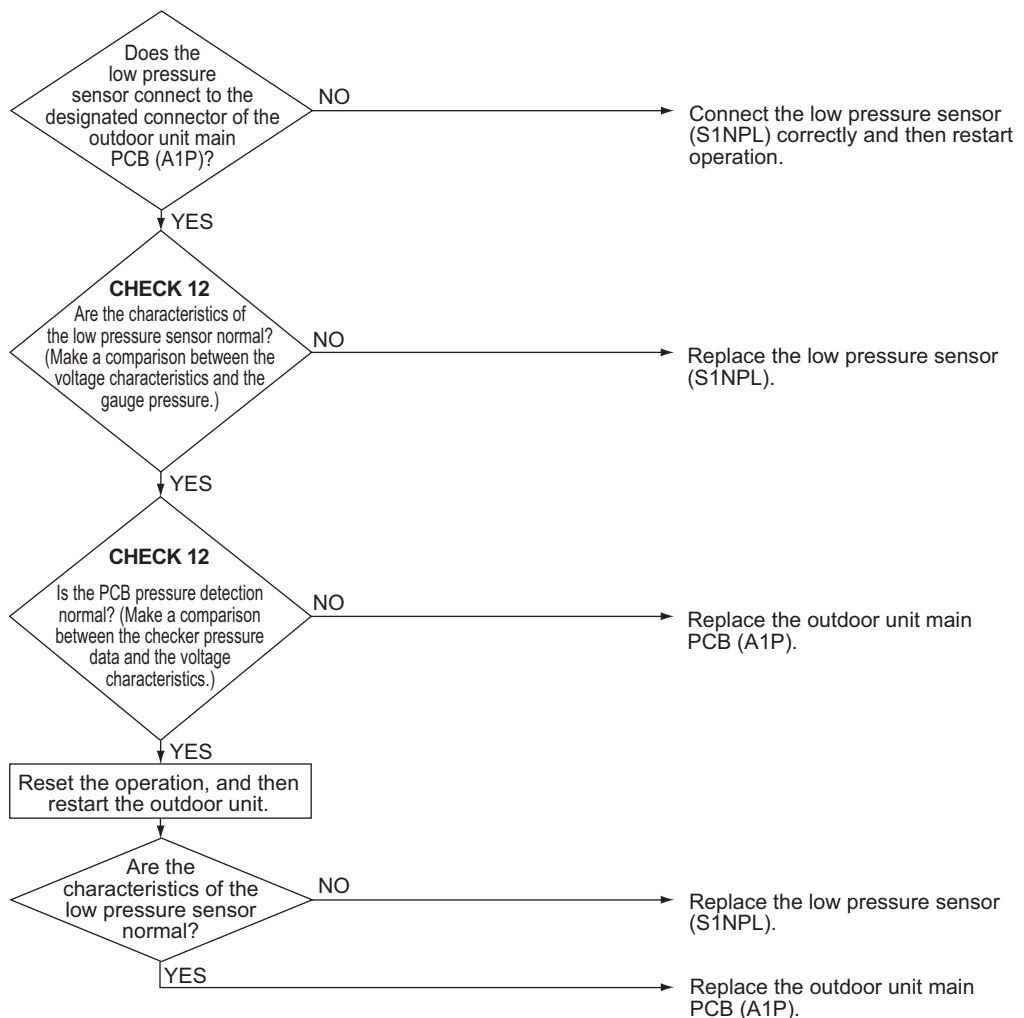 Does the
low pressure
sensor connect to the
designated connector of the
outdoor unit main
PCB (A1P)?
NO
Connect the low pressure sensor
(S1NPL) correctly and then restart
operation.
YES
CHECK 12
Are the characteristics of
the low pressure sensor normal?
(Make a comparison between the
voltage characteristics and the
gauge pressure.)
NO
Replace the low pressure sensor
(S1NPL).
YES
CHECK 12
Is the PCB pressure detection
normal? (Make a comparison
between the checker pressure
data and the voltage
characteristics.)
NO
Replace the outdoor unit main
PCB (A1P).
YES
Reset the operation, and then
restart the outdoor unit.
Are the
characteristics of the
low pressure sensor
normal?
NO
Replace the low pressure sensor
(S1NPL).
YES
Replace the outdoor unit main
PCB (A1P).